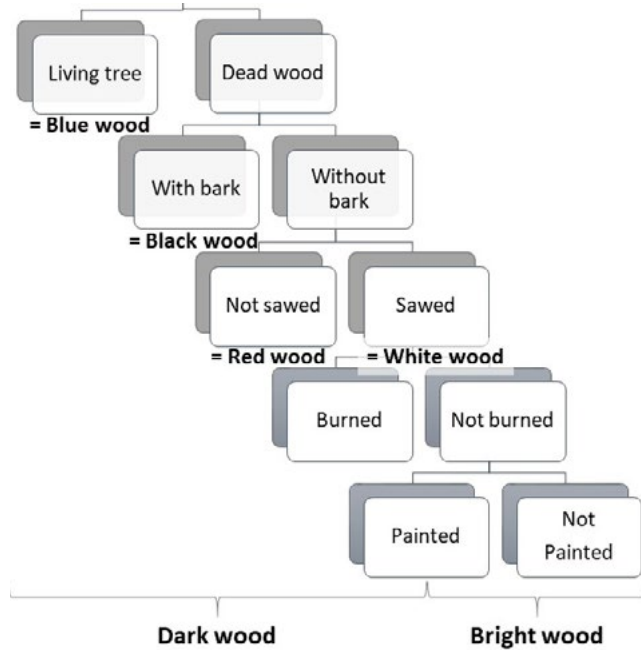 Living tree
Dead wood
= Blue wood
With bark
Without
bark
= Black wood
Not sawed
Sawed
= Red wood
= White wood
Burned
Not burned
Painted
Not
Painted
Dark wood
Bright wood